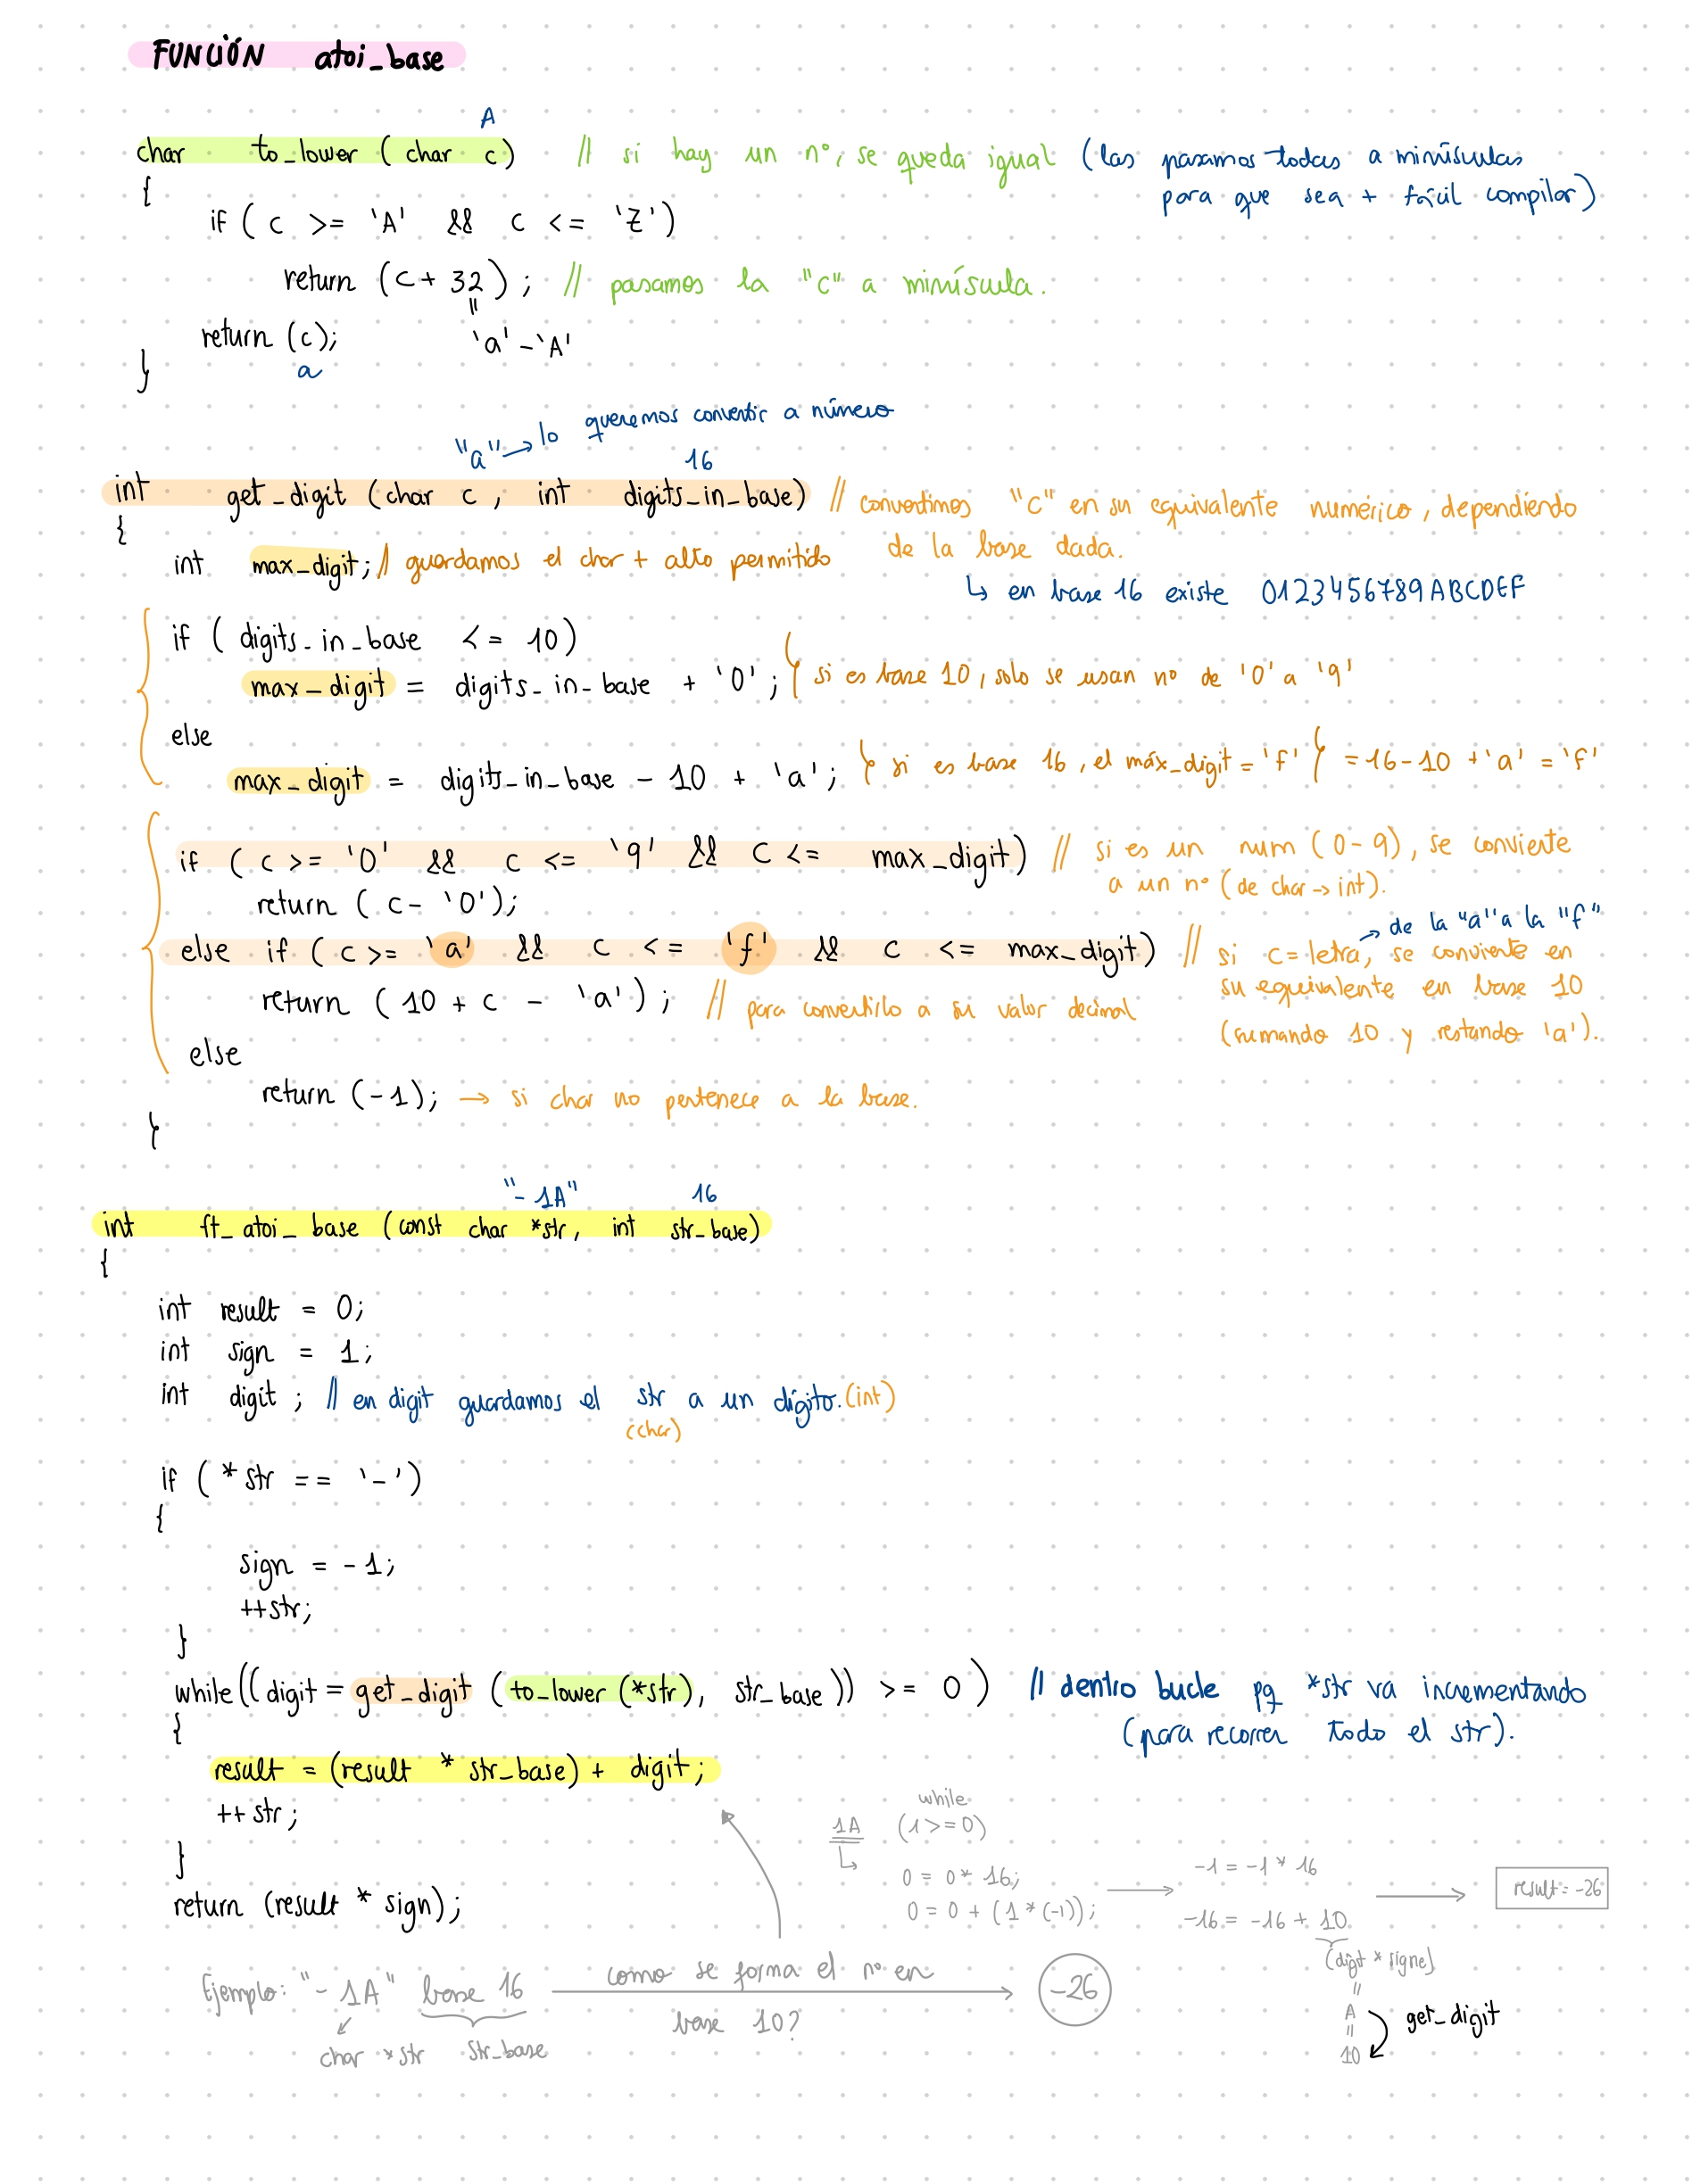 FUNCIÓN atoi_base
A
char to_lower ( char c) // si hay un nº, se queda igual (las pasamos todas a minúsculas
para que sea + fácil compilar)
{
if ( c >= 'A' && c <= 'Z')
return (c + 32) ; // pasamos la "c" a minúscula.
"
return (c); 'a' - 'A'
a
}
"a" → lo queremos convertir a número
16
int get_digit (char c , int digits_in_base) // convertimos "c" en su equivalente numérico, dependiendo
de la base dada.
{
int max_digit; // guardamos el char + alto permitido
↳ en base 16 existe 0123456789ABCDEF
if ( digits_in_base <= 10)
max_digit = digits_in_base + '0' ; } si es base 10, solo se usan nº de '0' a '9'
else
max_digit = digits_in_base - 10 + 'a' ; } si es base 16, el máx_digit = 'f' } = 16-10 + 'a' = 'f'
if ( c >= '0' && c <= '9' && c <= max_digit) // si es un num (0-9), se convierte
a un nº (de char -> int).
return ( c - '0');
→ de la "a" a la "f"
else if ( c >= 'a' && c <= 'f' && c <= max_digit) // si c = letra, se convierte en
su equivalente en base 10
(sumando 10 y restando 'a').
return ( 10 + c - 'a' ) ; // para convertirlo a su valor decimal
else
return (-1); → si char no pertenece a la base.
}
"- 1A" 16
int ft_atoi_base (const char *str, int str_base)
{
int result = 0;
int sign = 1;
int digit ; // en digit guardamos el str a un dígito. (int)
(char)
if ( *str == '-')
{
sign = -1;
++str;
}
while ((digit = get_digit (to_lower (*str), str_base)) >= 0 ) // dentro bucle pq *str va incrementando
(para recorrer todo el str).
{
result = (result * str_base) + digit;
++ str ;
}
return (result * sign);
while
1A (1 >= 0)
↳ 0 = 0 * 16;
0 = 0 + (1 * (-1));
→
-1 = -1 * 16
-16 = -16 + 10
→
result = -26
(digit * signe)
"
A
"
10
get_digit
Ejemplo: "- 1A" base 16 como se forma el nº en
base 10? → -26
char *str str_base